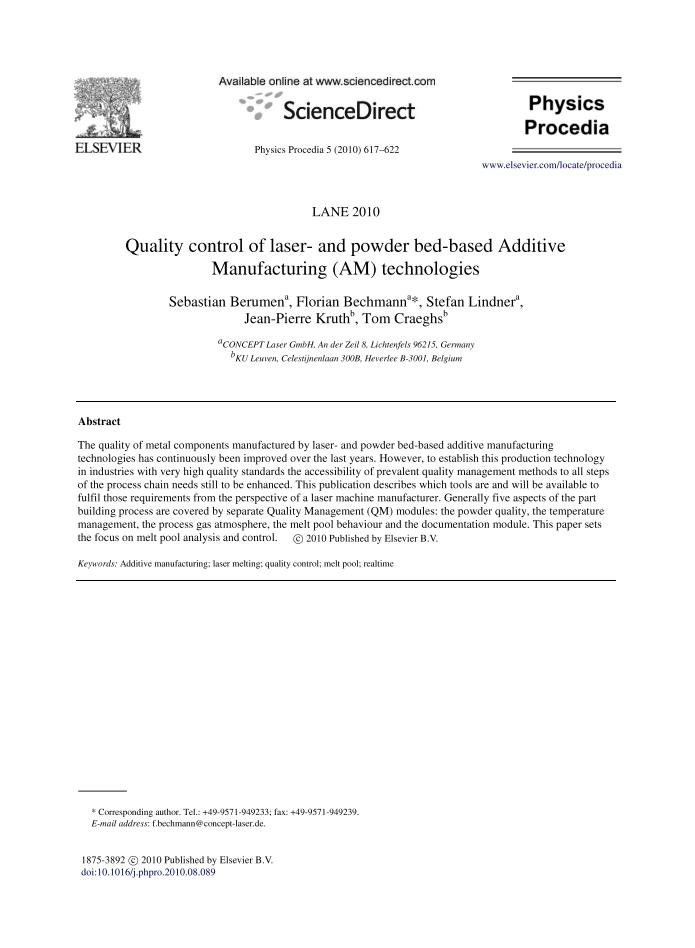 Available online at www.sciencedirect.com
ScienceDirect
ELSEVIER
Physics Procedia 5 (2010) 617–622
Physics
Procedia
www.elsevier.com/locate/procedia
LANE 2010
Quality control of laser- and powder bed-based Additive
Manufacturing (AM) technologies
Sebastian Berumenᵃ, Florian Bechmannᵃ*, Stefan Lindnerᵃ,
Jean-Pierre Kruthᵇ, Tom Craeghsᵇ
ᵃCONCEPT Laser GmbH, An der Zeil 8, Lichtenfels 96215, Germany
ᵇKU Leuven, Celestijnenlaan 300B, Heverlee B-3001, Belgium
Abstract
The quality of metal components manufactured by laser- and powder bed-based additive manufacturing
technologies has continuously been improved over the last years. However, to establish this production technology
in industries with very high quality standards the accessibility of prevalent quality management methods to all steps
of the process chain needs still to be enhanced. This publication describes which tools are and will be available to
fulfil those requirements from the perspective of a laser machine manufacturer. Generally five aspects of the part
building process are covered by separate Quality Management (QM) modules: the powder quality, the temperature
management, the process gas atmosphere, the melt pool behaviour and the documentation module. This paper sets
the focus on melt pool analysis and control. © 2010 Published by Elsevier B.V.
Keywords: Additive manufacturing; laser melting; quality control; melt pool; realtime
* Corresponding author. Tel.: +49-9571-949233; fax: +49-9571-949239.
E-mail address: f.bechmann@concept-laser.de.
1875-3892 © 2010 Published by Elsevier B.V.
doi:10.1016/j.phpro.2010.08.089